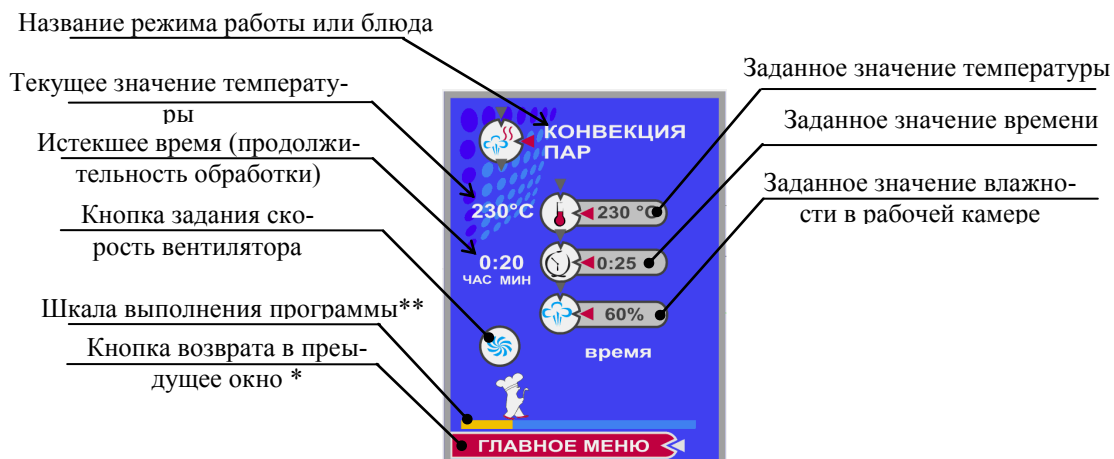 Название режима работы или блюда
Текущее значение температу-
ры
Истекшее время (продолжи-
тельность обработки)
Кнопка задания ско-
рость вентилятора
Шкала выполнения программы**
Кнопка возврата в преы-
дущее окно *
КОНВЕКЦИЯ
ПАР
230°C
230 °C
0:20
ЧАС МИН
0:25
60%
время
ГЛАВНОЕ МЕНЮ
Заданное значение температуры
Заданное значение времени
Заданное значение влажно-
сти в рабочей камере